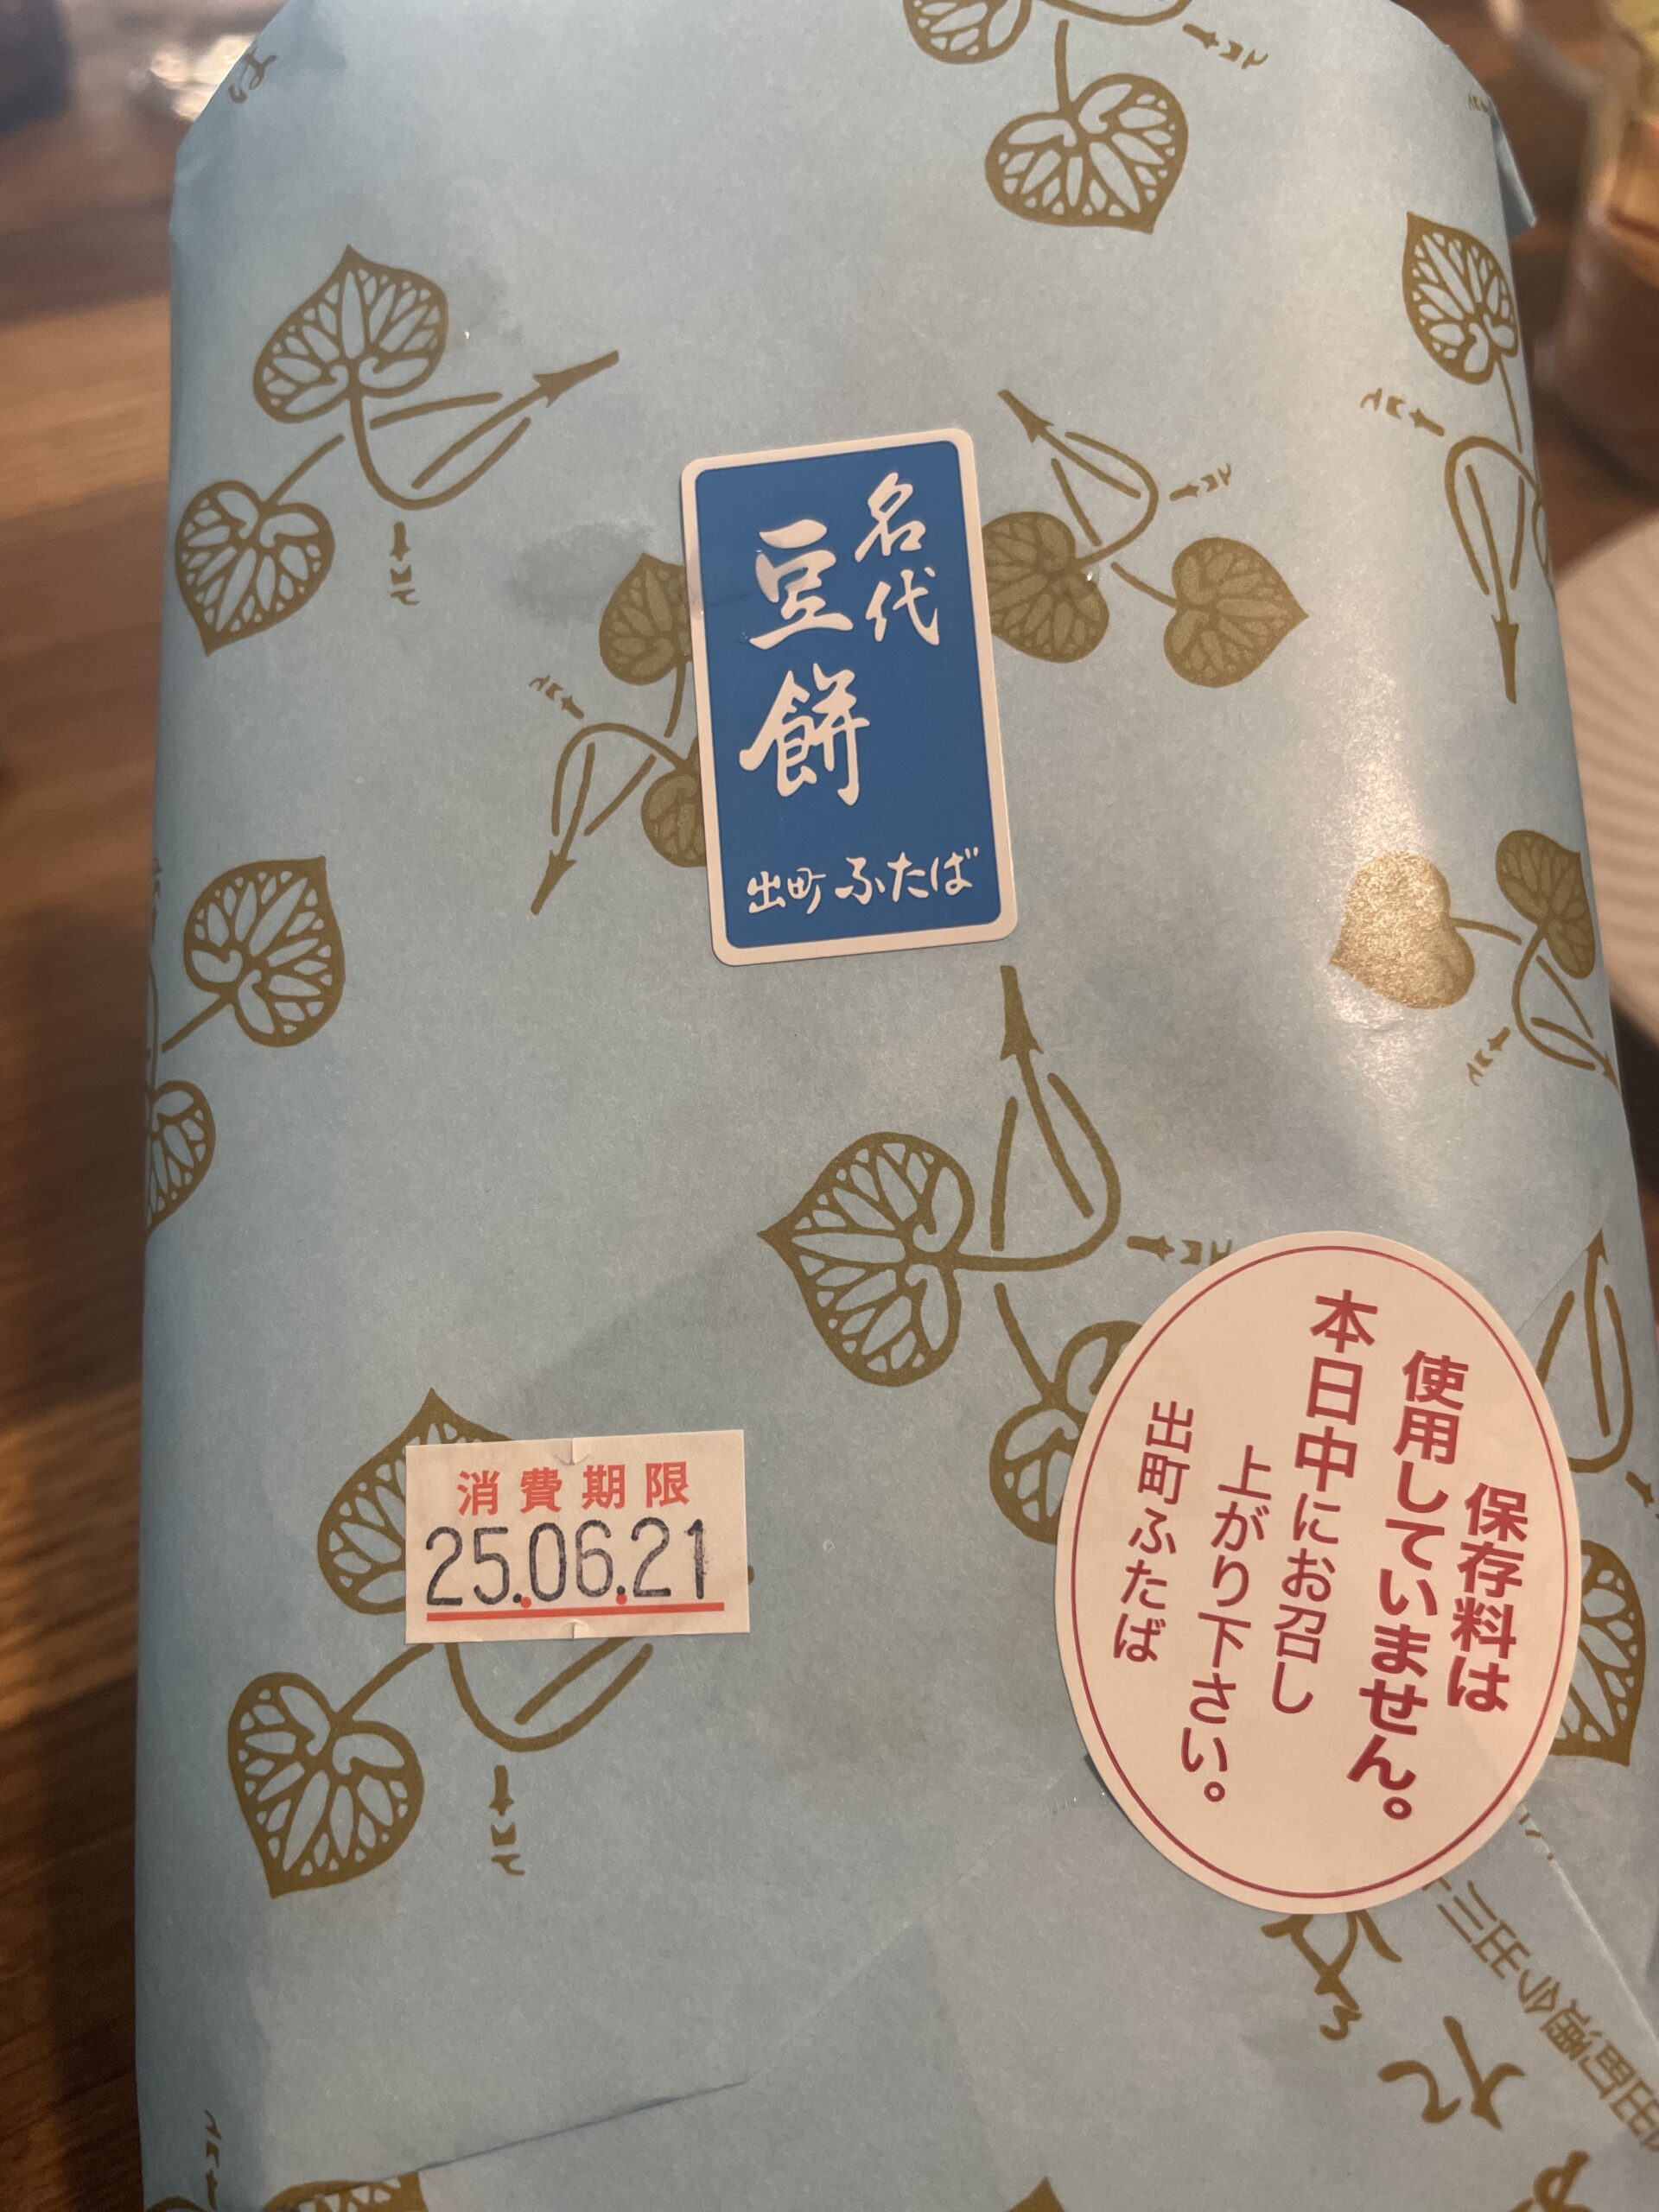 名代
豆餅
出町ふたば
消費期限
25.06.21
保存料は
使用していません。
本日中にお召し
上がり下さい。
出町ふたば